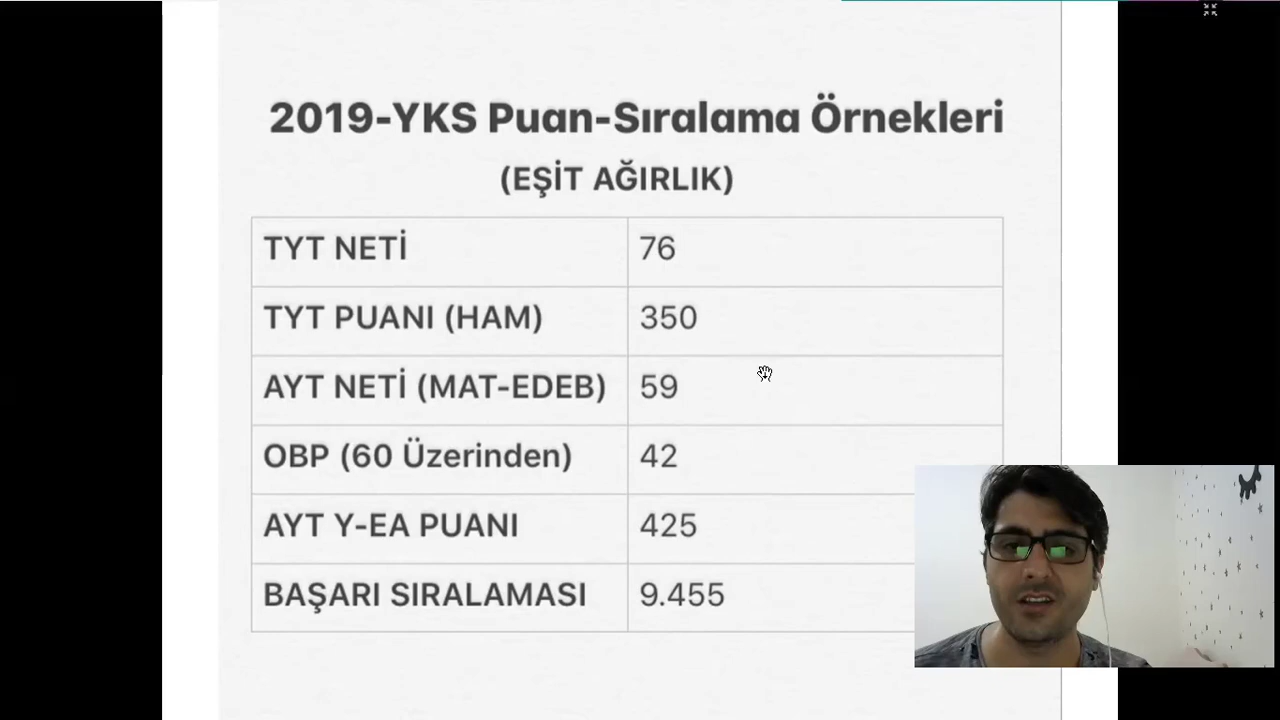 2019-YKS Puan-Sıralama Örnekleri
(EŞİT AĞIRLIK)
TYT NETİ 76
TYT PUANI (HAM) 350
AYT NETİ (MAT-EDEB) 59
OBP (60 Üzerinden) 42
AYT Y-EA PUANI 425
BAŞARI SIRALAMASI 9.455